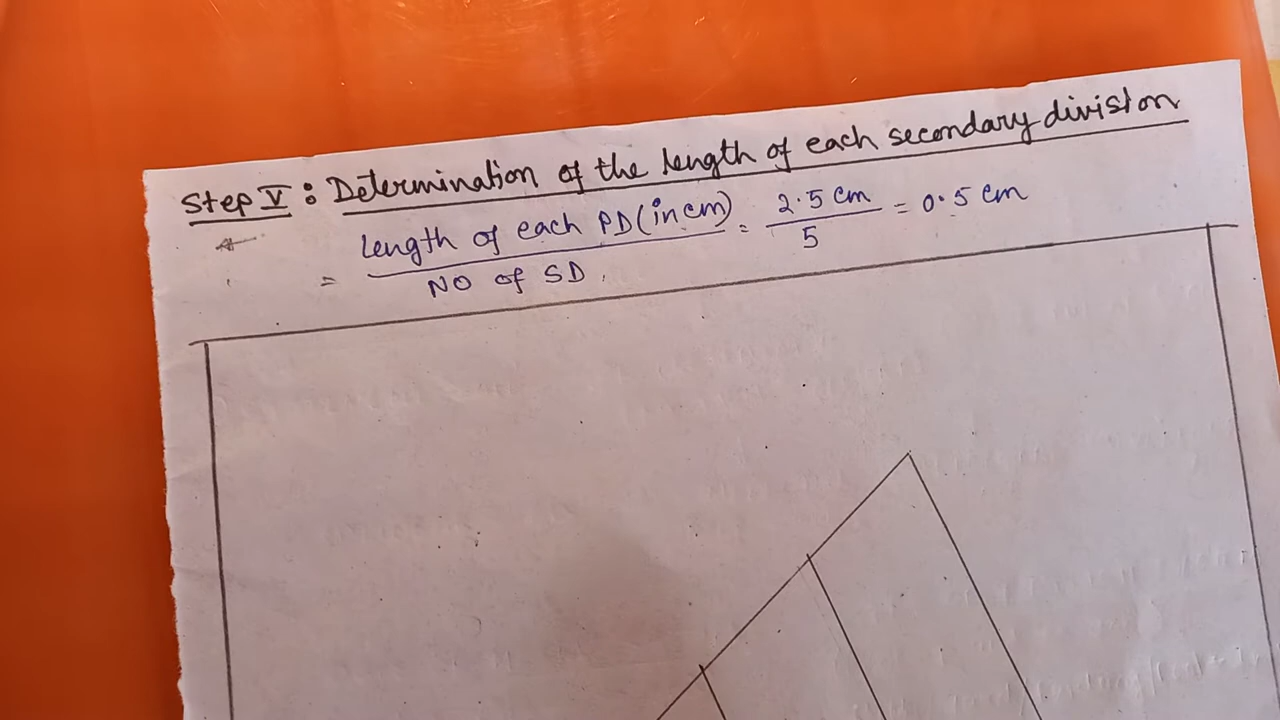 Step V : Determination of the length of each secondary division
= length of each PD (in cm) / NO of SD = 2.5 cm / 5 = 0.5 cm